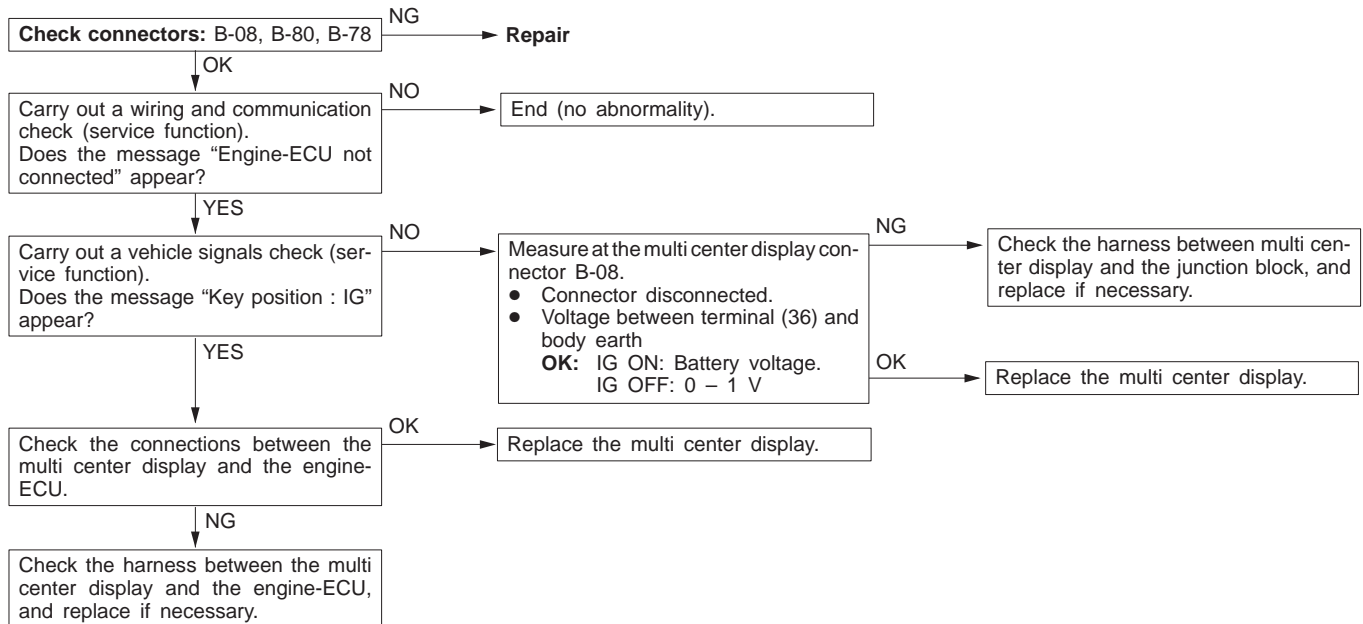 Check connectors: B-08, B-80, B-78
NG
Repair
OK
Carry out a wiring and communication
check (service function).
Does the message “Engine-ECU not
connected” appear?
NO
End (no abnormality).
YES
Carry out a vehicle signals check (ser-
vice function).
Does the message “Key position : IG”
appear?
NO
Measure at the multi center display con-
nector B-08.
● Connector disconnected.
● Voltage between terminal (36) and
body earth
OK: IG ON: Battery voltage.
IG OFF: 0 – 1 V
NG
Check the harness between multi cen-
ter display and the junction block, and
replace if necessary.
OK
Replace the multi center display.
YES
Check the connections between the
multi center display and the engine-
ECU.
OK
Replace the multi center display.
NG
Check the harness between the multi
center display and the engine-ECU,
and replace if necessary.